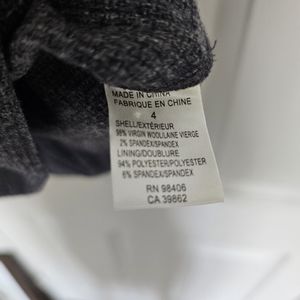 MADE IN CHINA
FABRIQUE EN CHINE
4
SHELL/EXTÉRIEUR
98% VIRGIN WOOL/LAINE VIERGE
2% SPANDEX/SPANDEX
LINING/DOUBLURE
94% POLYESTER/POLYESTER
6% SPANDEX/SPANDEX
RN 98406
CA 39862